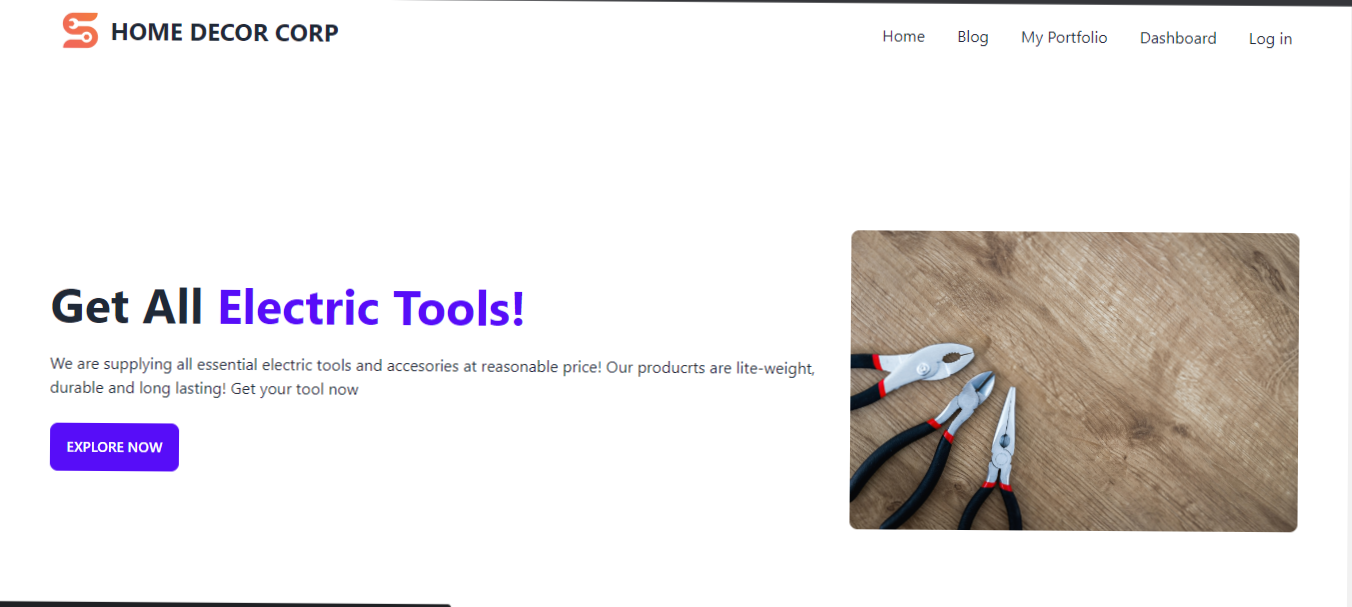 HOME DECOR CORP
Home Blog My Portfolio Dashboard Log in
Get All Electric Tools!
We are supplying all essential electric tools and accesories at reasonable price! Our producrts are lite-weight,
durable and long lasting! Get your tool now
EXPLORE NOW